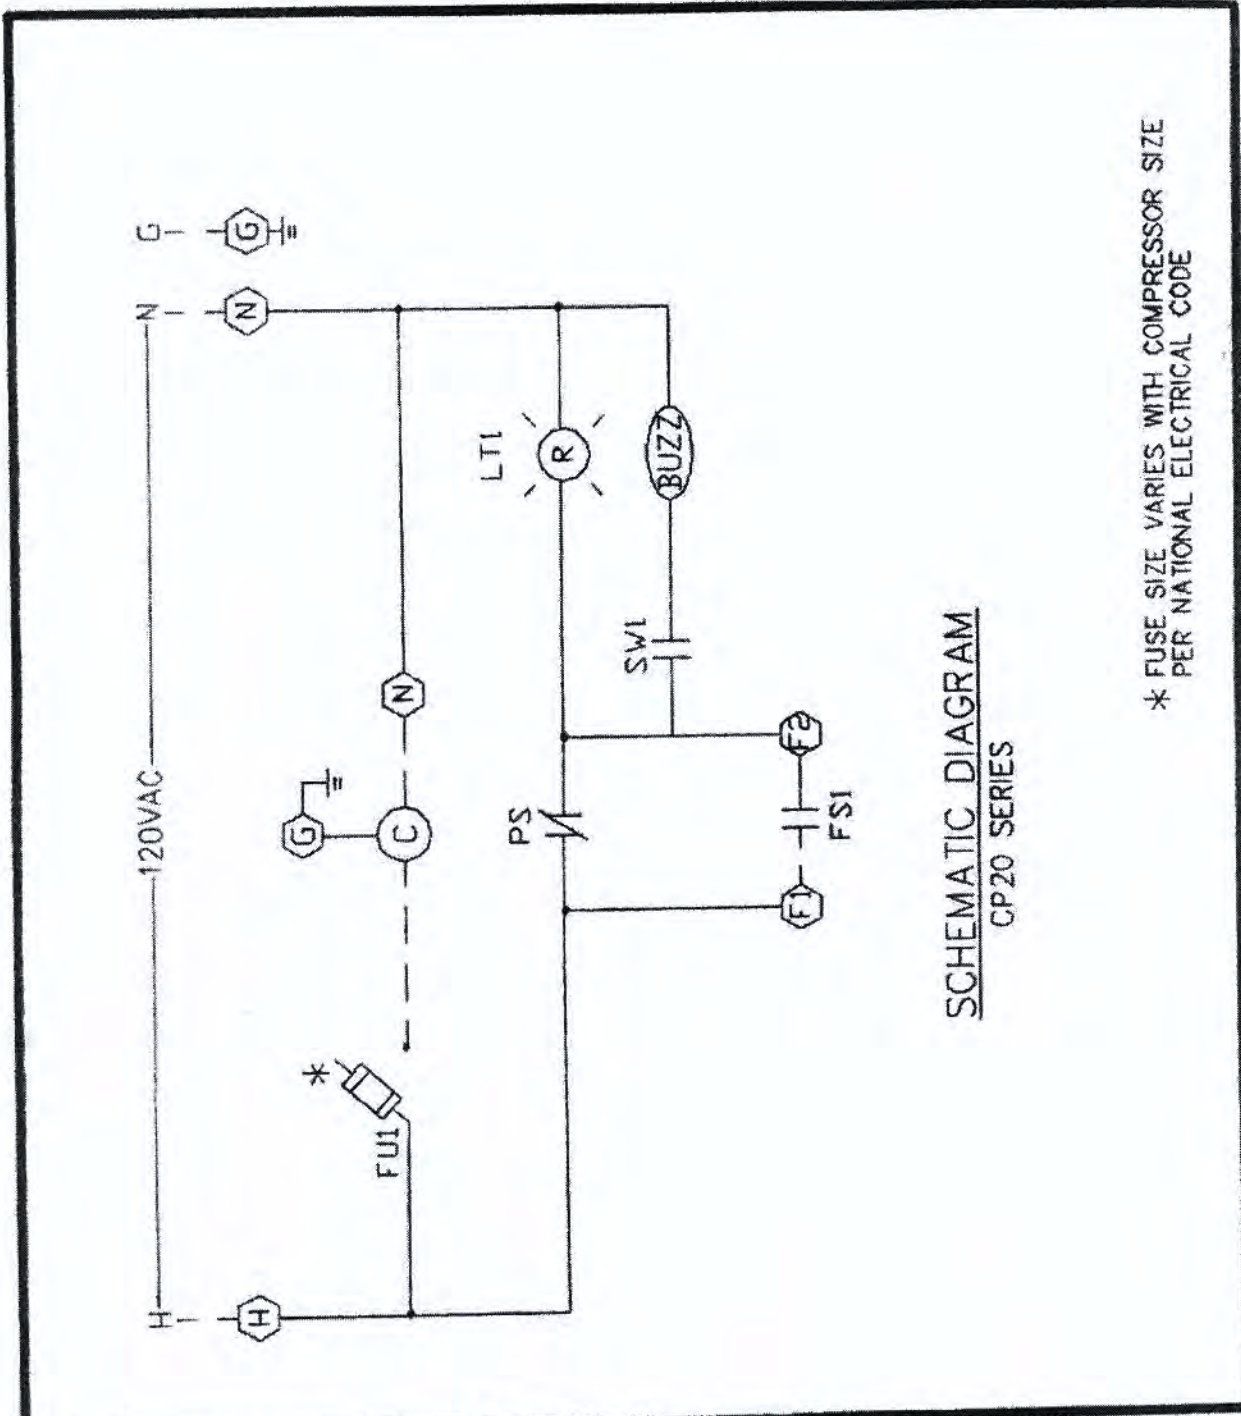 H
120VAC
N
G
H
N
G
*
FU1
G
C
N
PS
LT1
R
SW1
BUZZ
F1
F2
FS1
SCHEMATIC DIAGRAM
CP20 SERIES
* FUSE SIZE VARIES WITH COMPRESSOR SIZE
PER NATIONAL ELECTRICAL CODE